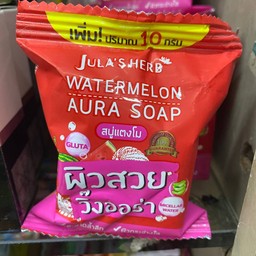 เพิ่ม! ปริมาณ 10 กรัม
JULA'S HERB
WATERMELON
AURA SOAP
สบู่แตงโม
GLUTA
ผิวสวย
วิ้งออร่า
MICELLAR
WATER